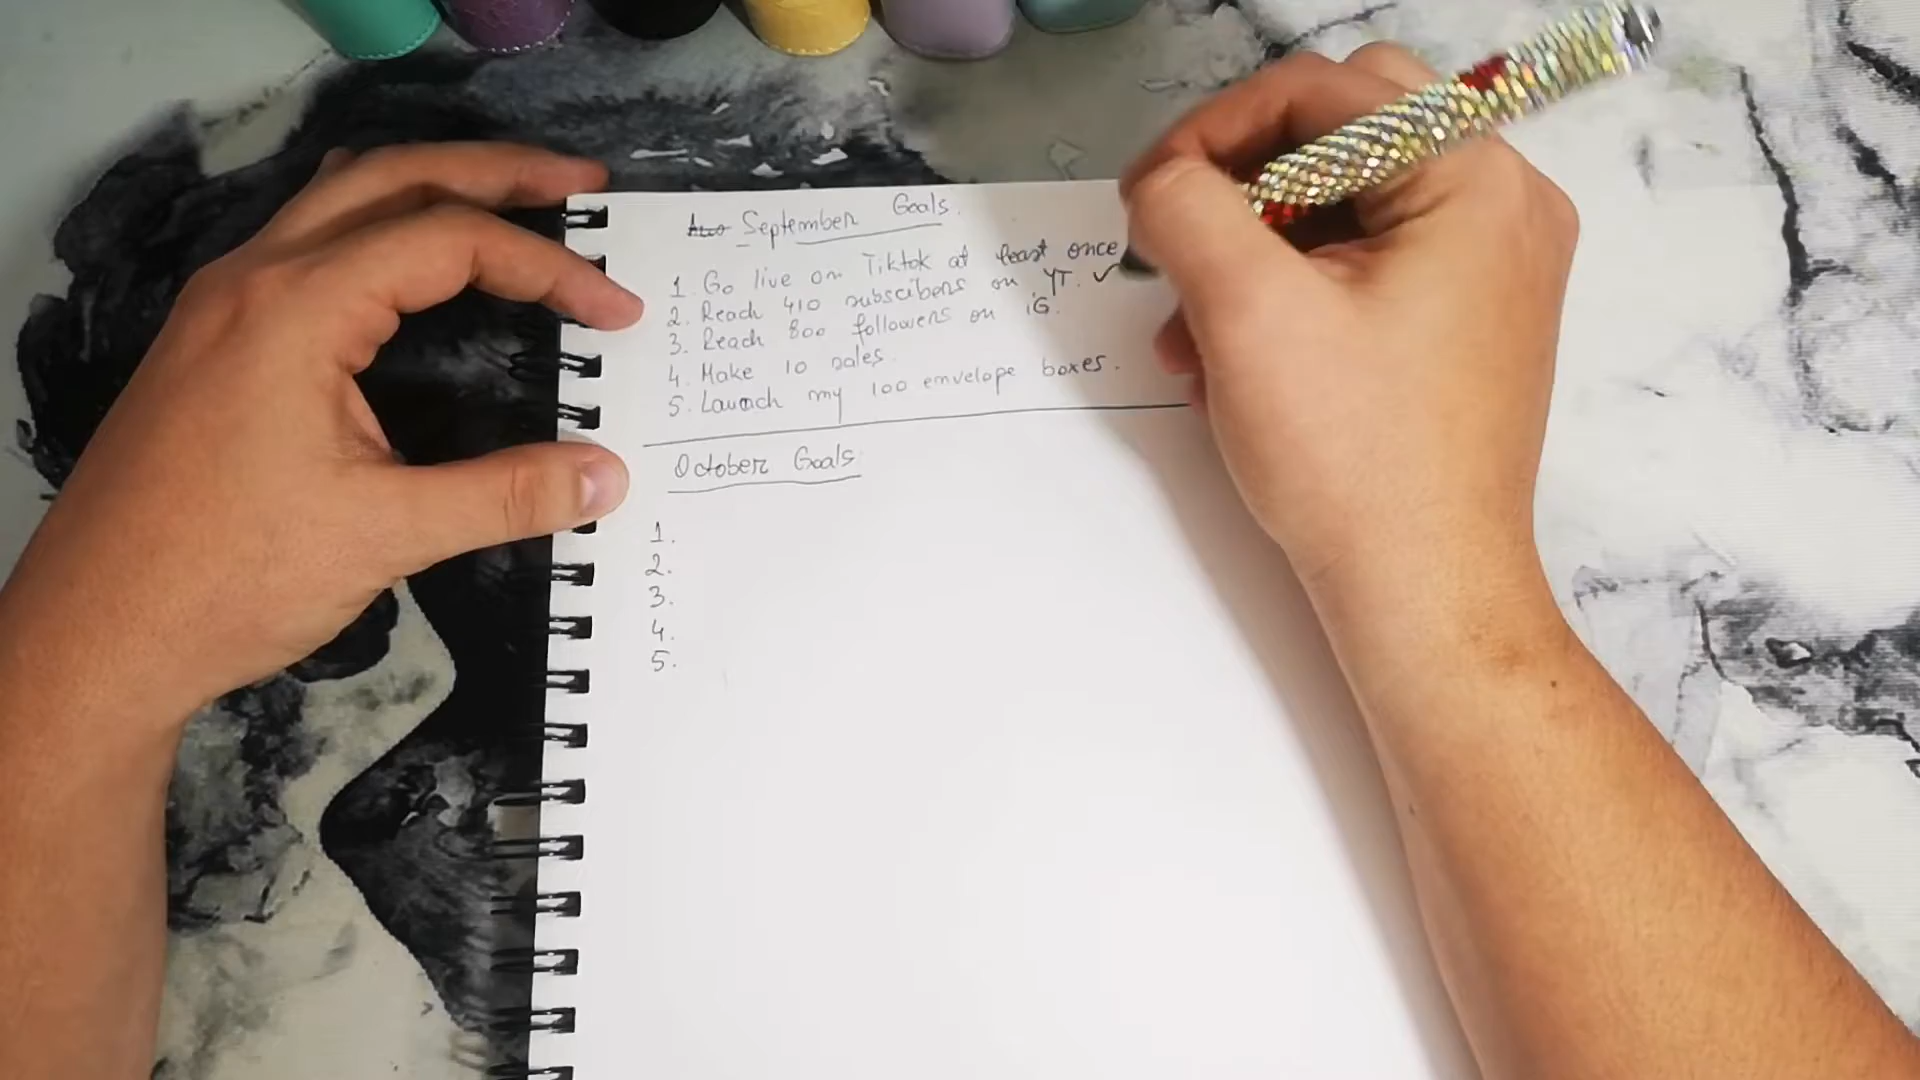 September Goals.
1. Go live on Tiktok at least once
2. Reach 410 subscibers on YT. ✓
3. Reach 800 followers on iG.
4. Make 10 sales.
5. Launch my 100 envelope boxes.
October Goals
1.
2.
3.
4.
5.